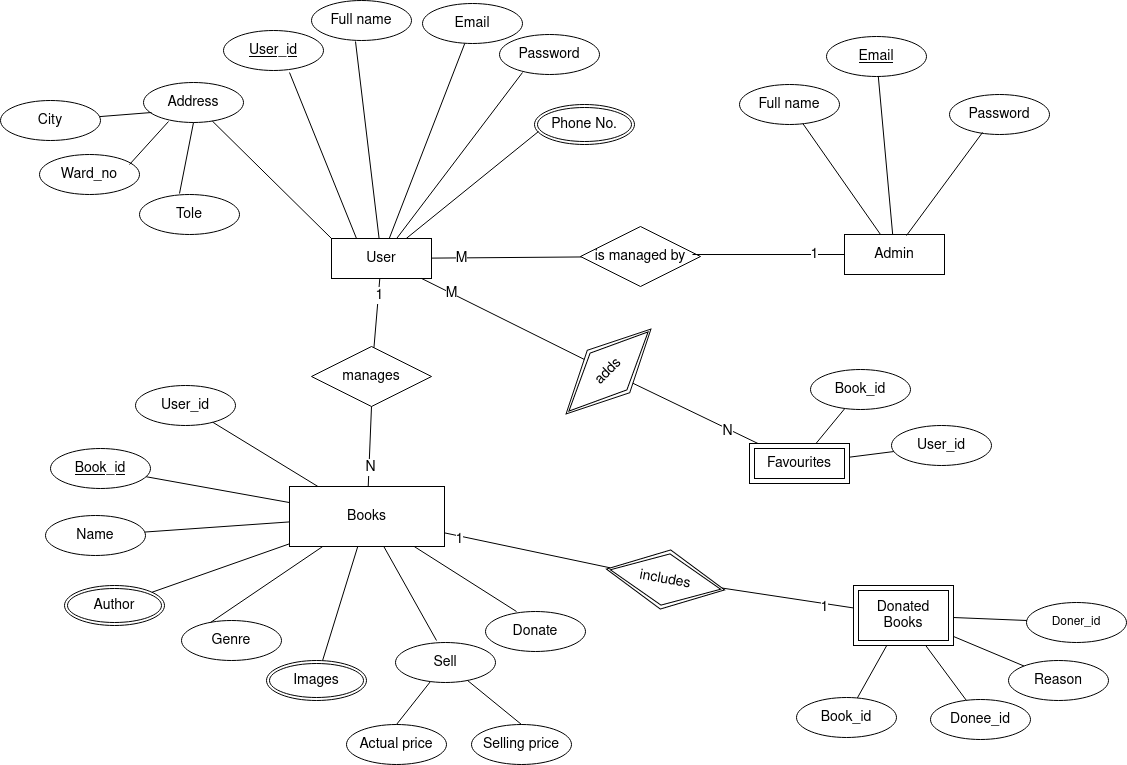 Full name
Email
User_id
Password
Email
Address
Full name
City
Phone No.
Password
Ward_no
Tole
User
M
is managed by
1
Admin
1
M
manages
adds
Book_id
User_id
N
User_id
Favourites
Book_id
N
Books
Name
1
includes
Author
1
Donated
Books
Doner_id
Genre
Donate
Images
Sell
Reason
Book_id
Donee_id
Actual price
Selling price